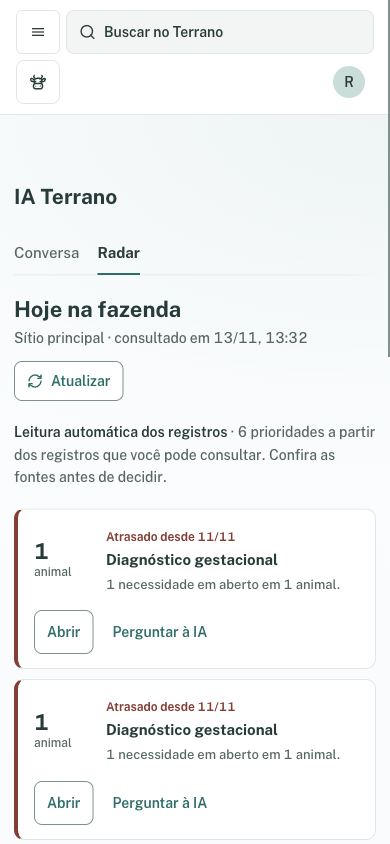 Buscar no Terrano
R
IA Terrano
Conversa
Radar
Hoje na fazenda
Sítio principal · consultado em 13/11, 13:32
Atualizar
Leitura automática dos registros · 6 prioridades a partir
dos registros que você pode consultar. Confira as
fontes antes de decidir.
1
animal
Atrasado desde 11/11
Diagnóstico gestacional
1 necessidade em aberto em 1 animal.
Abrir
Perguntar à IA
1
animal
Atrasado desde 11/11
Diagnóstico gestacional
1 necessidade em aberto em 1 animal.
Abrir
Perguntar à IA